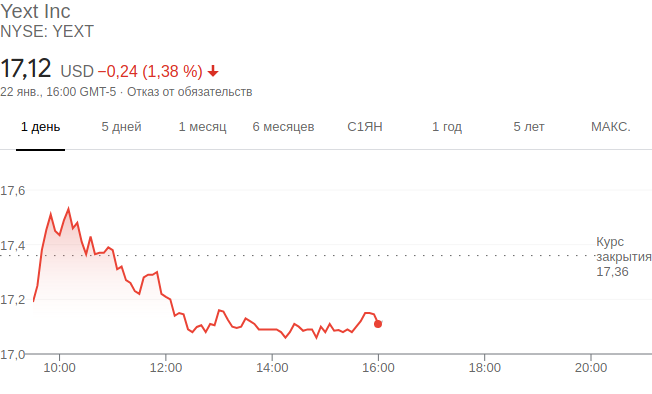 Yext Inc
NYSE: YEXT
17,12 USD −0,24 (1,38 %)
22 янв., 16:00 GMT-5 · Отказ от обязательств
1 день 5 дней 1 месяц 6 месяцев С1ЯН 1 год 5 лет МАКС.
17,6
17,4
17,2
17,0
Курс
закрытия
17,36
10:00 12:00 14:00 16:00 18:00 20:00